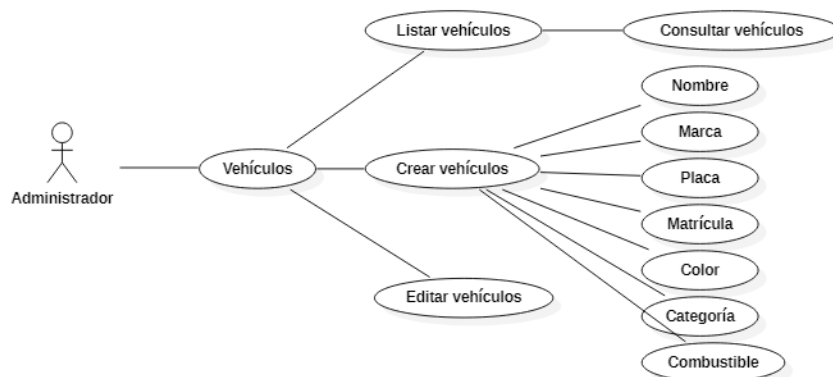 Listar vehículos
Consultar vehículos
Nombre
Marca
Administrador
Vehículos
Crear vehículos
Placa
Matrícula
Color
Editar vehículos
Categoría
Combustible